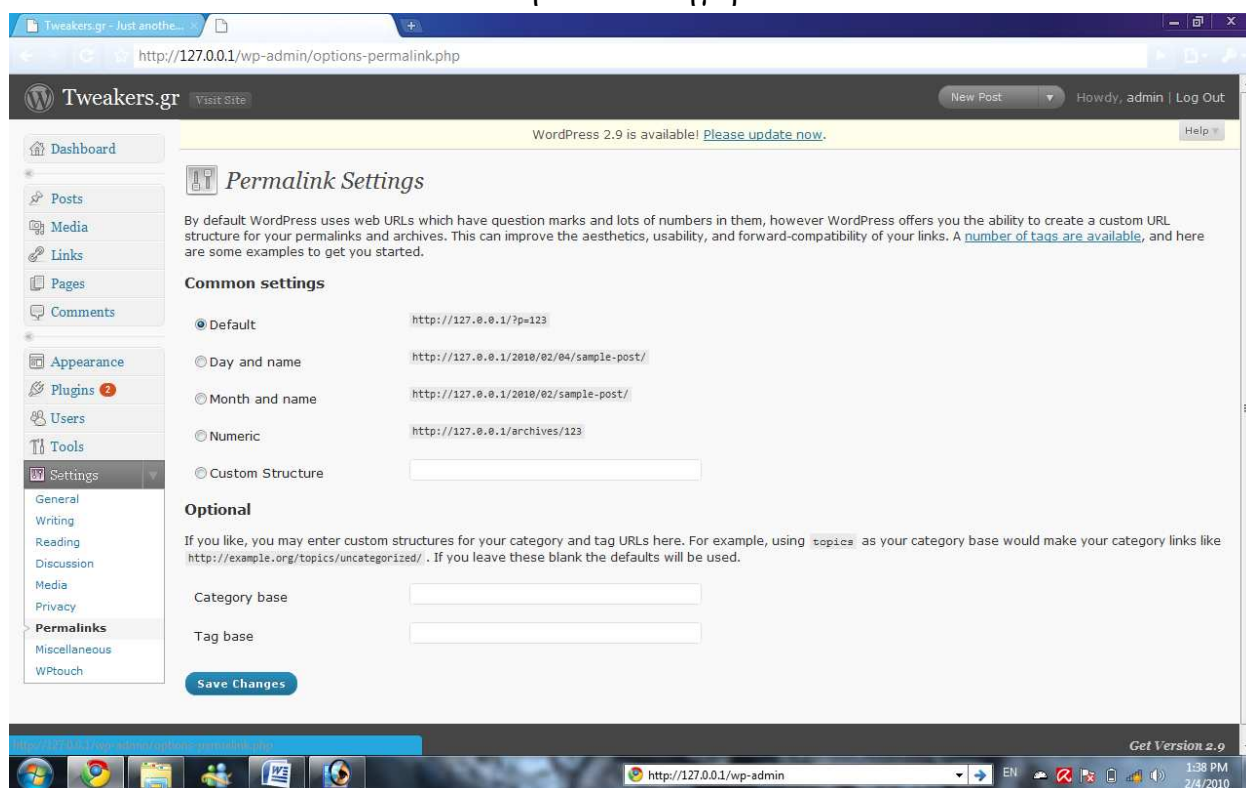 Tweakers.gr - Just anothe...
http://127.0.0.1/wp-admin/options-permalink.php
Tweakers.gr Visit Site
New Post Howdy, admin | Log Out
WordPress 2.9 is available! Please update now.
Help
Dashboard
Posts
Media
Links
Pages
Comments
Appearance
Plugins 2
Users
Tools
Settings
General
Writing
Reading
Discussion
Media
Privacy
Permalinks
Miscellaneous
WPtouch
Permalink Settings
By default WordPress uses web URLs which have question marks and lots of numbers in them, however WordPress offers you the ability to create a custom URL
structure for your permalinks and archives. This can improve the aesthetics, usability, and forward-compatibility of your links. A number of tags are available, and here
are some examples to get you started.
Common settings
Default http://127.0.0.1/?p=123
Day and name http://127.0.0.1/2010/02/04/sample-post/
Month and name http://127.0.0.1/2010/02/sample-post/
Numeric http://127.0.0.1/archives/123
Custom Structure
Optional
If you like, you may enter custom structures for your category and tag URLs here. For example, using topics as your category base would make your category links like
http://example.org/topics/uncategorized/ . If you leave these blank the defaults will be used.
Category base
Tag base
Save Changes
http://127.0.0.1/wp-admin/options-permalink.php
Get Version 2.9
http://127.0.0.1/wp-admin
EN
1:38 PM
2/4/2010